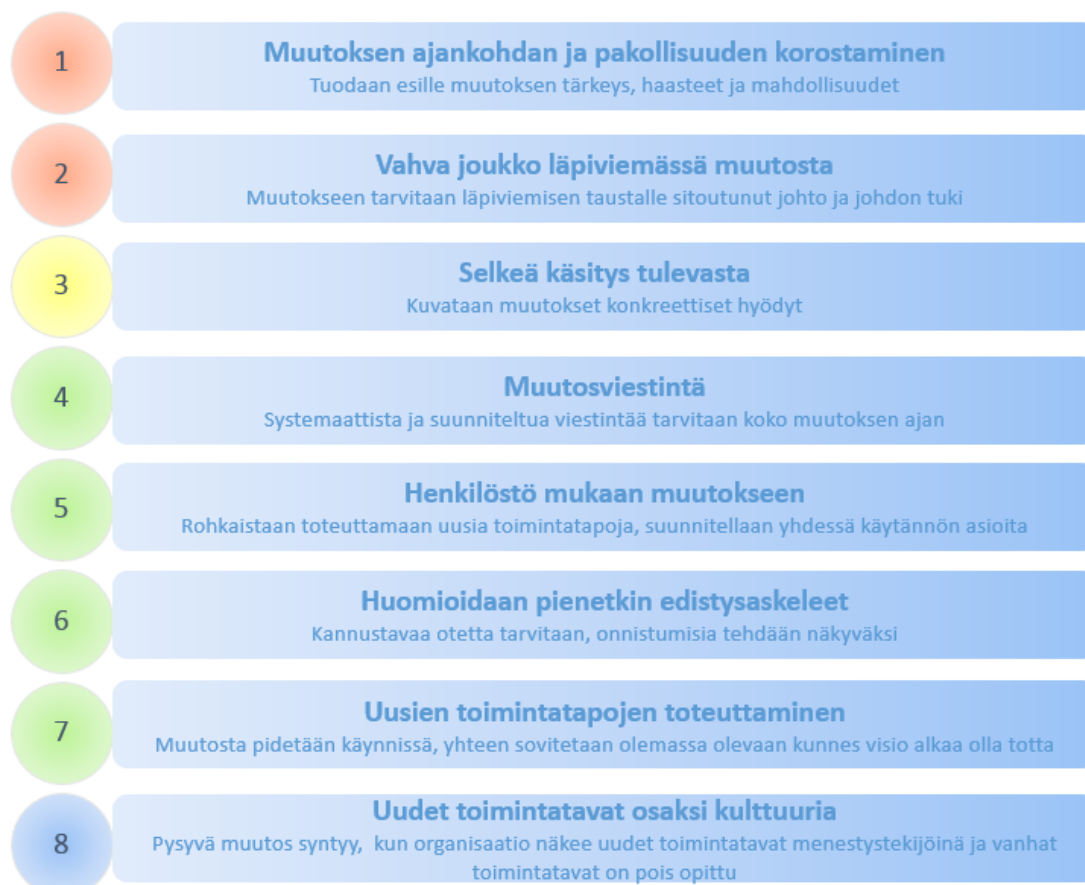 1
Muutoksen ajankohdan ja pakollisuuden korostaminen
Tuodaan esille muutoksen tärkeys, haasteet ja mahdollisuudet
2
Vahva joukko läpiviemässä muutosta
Muutokseen tarvitaan läpiviemisen taustalle sitoutunut johto ja johdon tuki
3
Selkeä käsitys tulevasta
Kuvataan muutokset konkreettiset hyödyt
4
Muutosviestintä
Systemaattista ja suunniteltua viestintää tarvitaan koko muutoksen ajan
5
Henkilöstö mukaan muutokseen
Rohkaistaan toteuttamaan uusia toimintatapoja, suunnitellaan yhdessä käytännön asioita
6
Huomioidaan pienetkin edistysaskeleet
Kannustavaa otetta tarvitaan, onnistumisia tehdään näkyväksi
7
Uusien toimintatapojen toteuttaminen
Muutosta pidetään käynnissä, yhteen sovitetaan olemassa olevaan kunnes visio alkaa olla totta
8
Uudet toimintatavat osaksi kulttuuria
Pysyvä muutos syntyy, kun organisaatio näkee uudet toimintatavat menestystekijöinä ja vanhat
toimintatavat on pois opittu